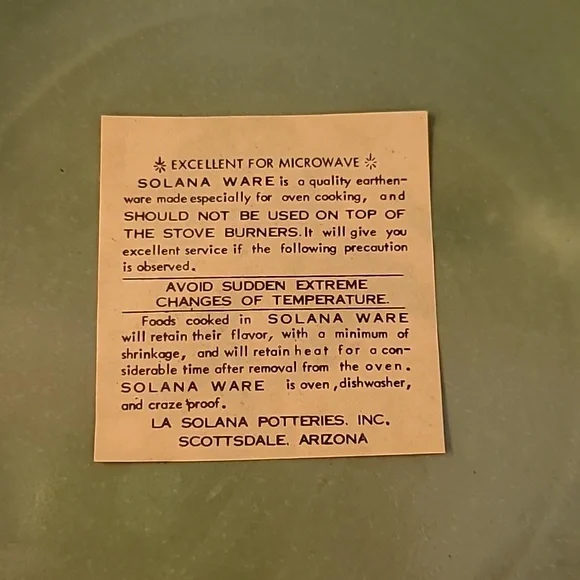 EXCELLENT FOR MICROWAVE
SOLANA WARE is a quality earthen-
ware made especially for oven cooking, and
SHOULD NOT BE USED ON TOP OF
THE STOVE BURNERS. It will give you
excellent service if the following precaution
is observed.
AVOID SUDDEN EXTREME
CHANGES OF TEMPERATURE.
Foods cooked in SOLANA WARE
will retain their flavor, with a minimum of
shrinkage, and will retain heat for a con-
siderable time after removal from the oven.
SOLANA WARE is oven, dishwasher,
and craze proof.
LA SOLANA POTTERIES, INC.
SCOTTSDALE, ARIZONA